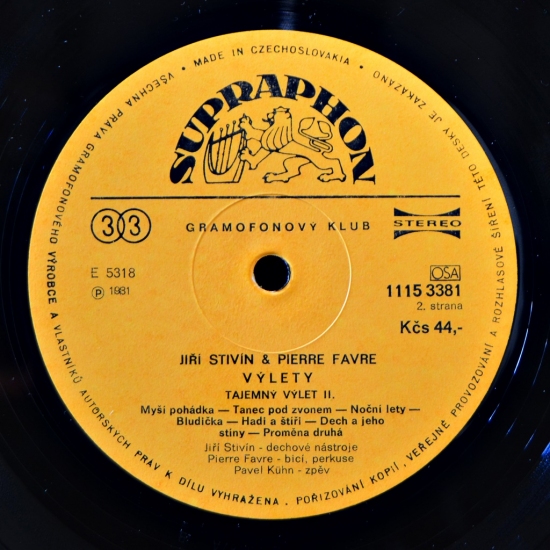 • MADE IN CZECHOSLOVAKIA •
VŠECHNA PRÁVA GRAMOFONOVÉHO VÝROBCE A VLASTNÍKŮ AUTORSKÝCH PRÁV K DÍLU VYHRAŽENA. POŘIZOVÁNÍ KOPIÍ, VEŘEJNÉ PROVOZOVÁNÍ A ROZHLASOVÉ ŠÍŘENÍ TÉTO DESKY JE ZAKÁZÁNO
SUPRAPHON
33
GRAMOFONOVÝ KLUB
STEREO
E 5318
Ⓟ 1981
OSA
1115 3381
2. strana
Kčs 44,-
JIŘÍ STIVÍN & PIERRE FAVRE
VÝLETY
TAJEMNÝ VÝLET II.
Myší pohádka — Tanec pod zvonem — Noční lety —
Bludička — Hadi a štíři — Dech a jeho
stíny — Proměna druhá
Jiří Stivín - dechové nástroje
Pierre Favre - bicí, perkuse
Pavel Kühn - zpěv